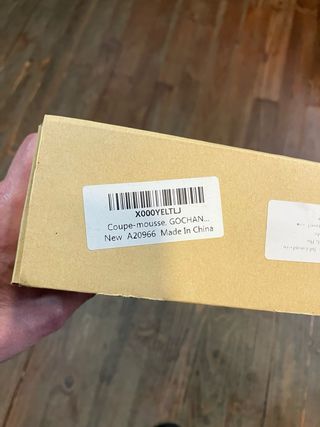 X000YELTLJ
Coupe-mousse. GOCHAN...
New A20966 Made In China